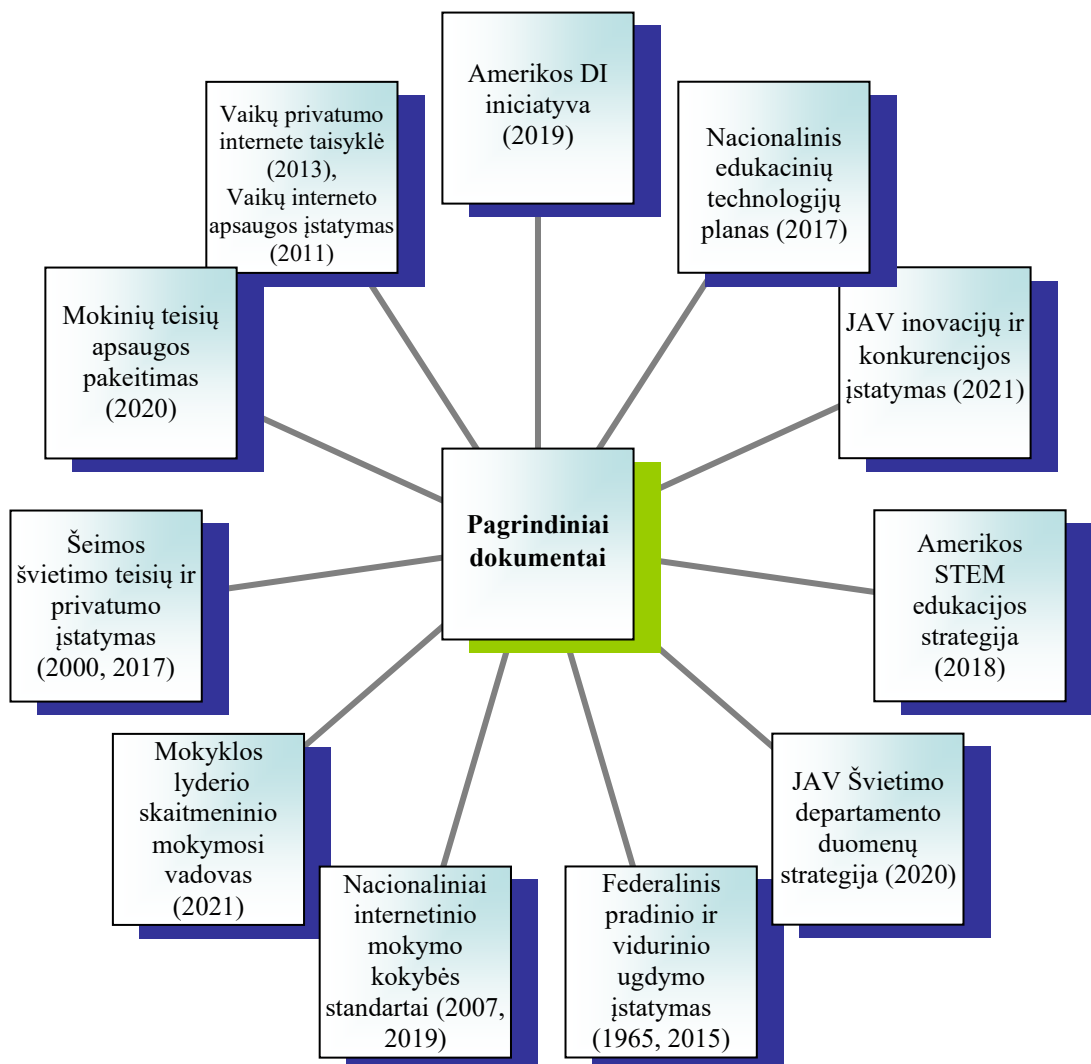 Amerikos DI
iniciatyva
(2019)
Nacionalinis
edukacinių
technologijų
planas (2017)
JAV inovacijų ir
konkurencijos
įstatymas (2021)
Amerikos
STEM
edukacijos
strategija
(2018)
JAV Švietimo
departamento
duomenų
strategija (2020)
Federalinis
pradinio ir
vidurinio
ugdymo
įstatymas
(1965, 2015)
Nacionaliniai
internetinio
mokymo
kokybės
standartai (2007,
2019)
Mokyklos
lyderio
skaitmeninio
mokymosi
vadovas
(2021)
Šeimos
švietimo teisių ir
privatumo
įstatymas
(2000, 2017)
Mokinių teisių
apsaugos
pakeitimas
(2020)
Vaikų privatumo
internete taisyklė
(2013),
Vaikų interneto
apsaugos įstatymas
(2011)
Pagrindiniai
dokumentai